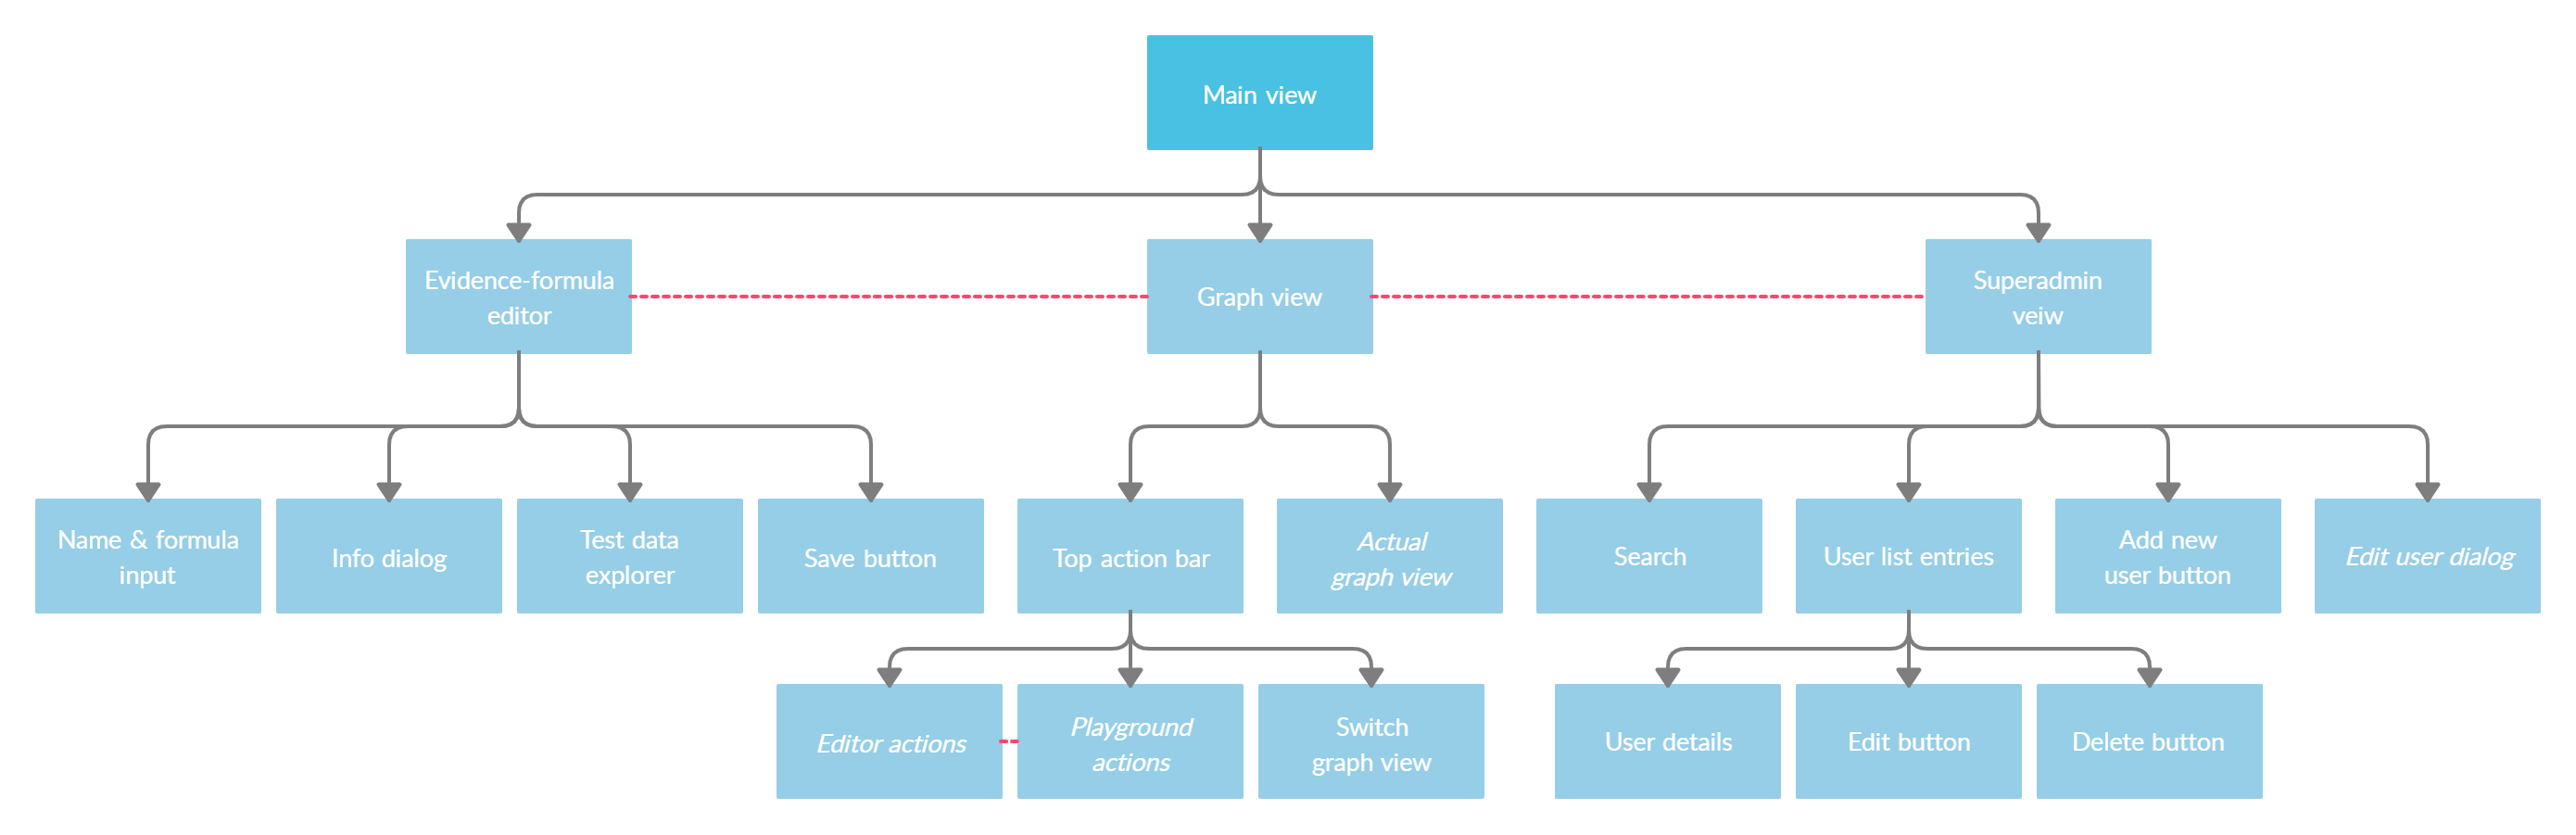 Main view
Evidence-formula
editor
Graph view
Superadmin
veiw
Name & formula
input
Info dialog
Test data
explorer
Save button
Top action bar
Actual
graph view
Search
User list entries
Add new
user button
Edit user dialog
Editor actions
Playground
actions
Switch
graph view
User details
Edit button
Delete button